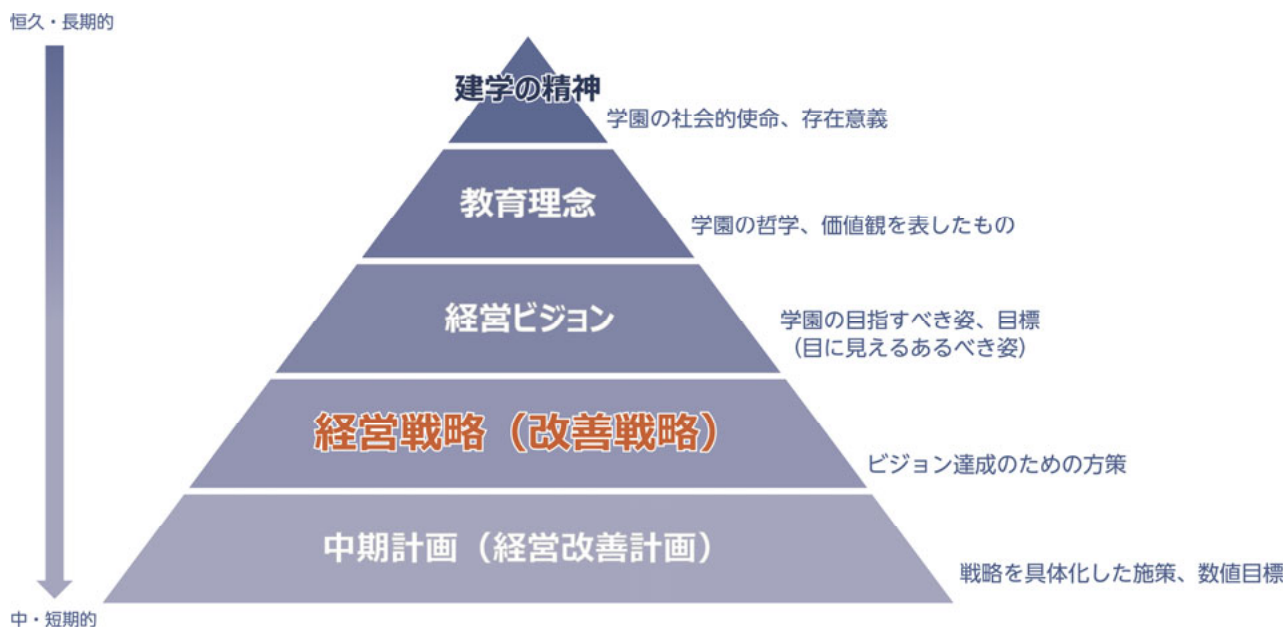 恒久・長期的
建学の精神
学園の社会的使命、存在意義
教育理念
学園の哲学、価値観を表したもの
経営ビジョン
学園の目指すべき姿、目標
（目に見えるあるべき姿）
経営戦略（改善戦略）
ビジョン達成のための方策
中期計画（経営改善計画）
戦略を具体化した施策、数値目標
中・短期的